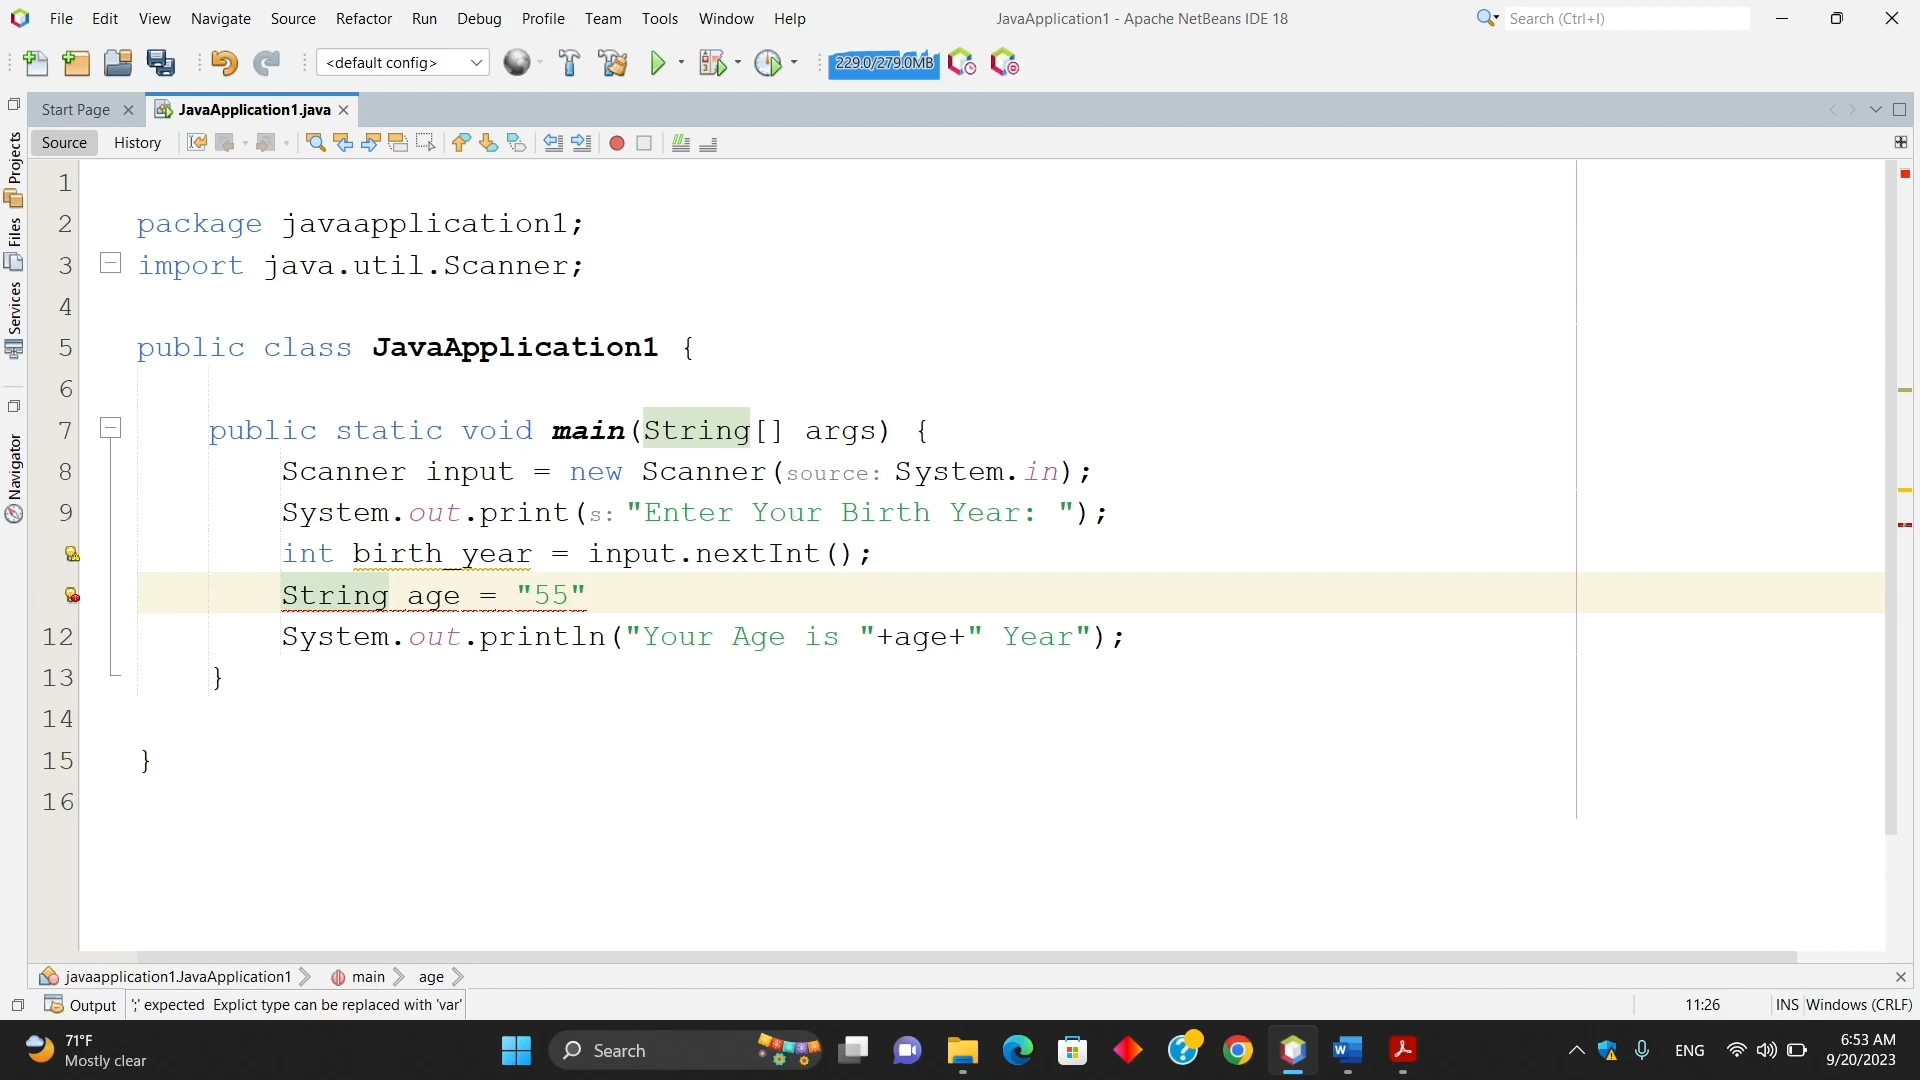 File Edit View Navigate Source Refactor Run Debug Profile Team Tools Window Help JavaApplication1 - Apache NetBeans IDE 18 Search (Ctrl+I)
<default config> 229.0/279.0MB
Start Page JavaApplication1.java
Source History
Projects
Files
Services
Navigator
1
2 package javaapplication1;
3 import java.util.Scanner;
4
5 public class JavaApplication1 {
6
7 public static void main(String[] args) {
8 Scanner input = new Scanner(source: System.in);
9 System.out.print(s: "Enter Your Birth Year: ");
int birth_year = input.nextInt();
String age = "55"
12 System.out.println("Your Age is "+age+" Year");
13 }
14
15 }
16
javaapplication1.JavaApplication1 main age
Output ';' expected Explict type can be replaced with 'var' 11:26 INS Windows (CRLF)
71°F
Mostly clear
Search
ENG
6:53 AM
9/20/2023